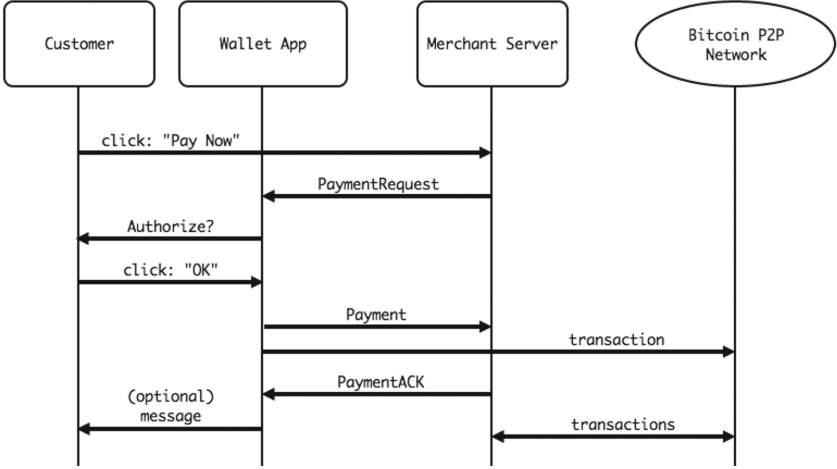 Customer
Wallet App
Merchant Server
Bitcoin P2P
Network
click: "Pay Now"
PaymentRequest
Authorize?
click: "OK"
Payment
transaction
PaymentACK
(optional)
message
transactions